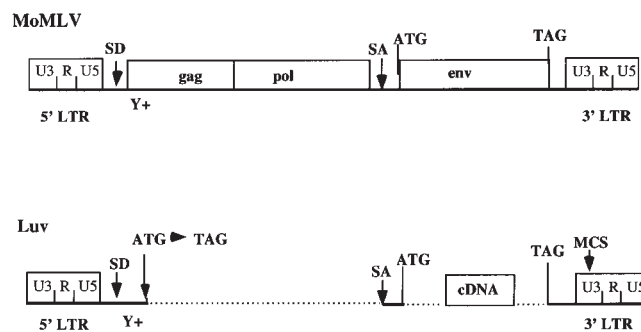 MoMLV
SD
SA
ATG
TAG
U3 R U5
gag
pol
env
U3 R U5
Y+
5' LTR
3' LTR
Luv
ATG TAG
SD
SA
ATG
TAG
MCS
U3 R U5
cDNA
U3 R U5
Y+
5' LTR
3' LTR